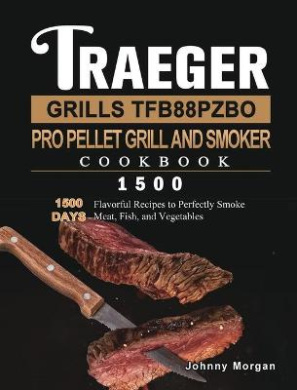 TRAEGER
GRILLS TFB88PZBO
PRO PELLET GRILL AND SMOKER
COOKBOOK
1500
1500 Flavorful Recipes to Perfectly Smoke
DAYS Meat, Fish, and Vegetables
Johnny Morgan